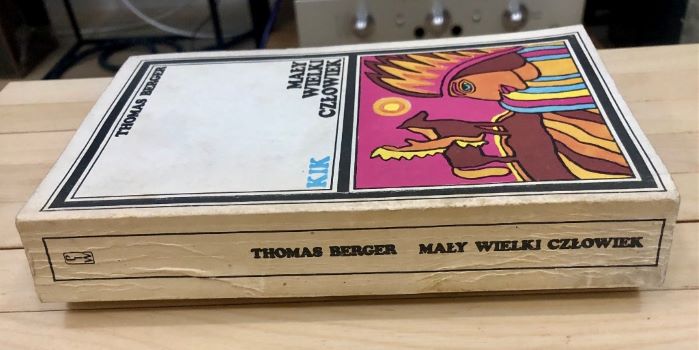 THOMAS BERGER
MAŁY
WIELKI
CZŁOWIEK
KIK
THOMAS BERGER MAŁY WIELKI CZŁOWIEK